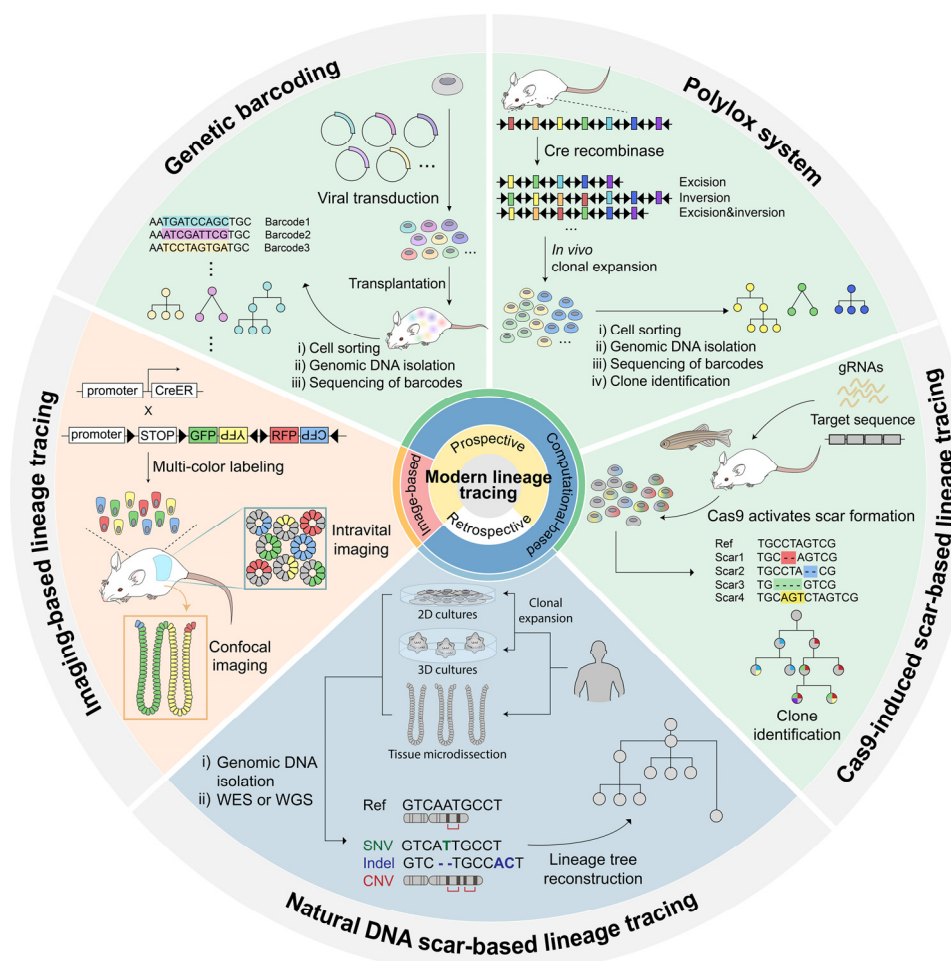 Genetic barcoding
Viral transduction
AATGATCCAGCTGC Barcode1
AAATCGATTCGTGC Barcode2
AATCCTAGTGATGC Barcode3
Transplantation
i) Cell sorting
ii) Genomic DNA isolation
iii) Sequencing of barcodes
Polylox system
Cre recombinase
Excision
Inversion
Excision&inversion
...
In vivo
clonal expansion
i) Cell sorting
ii) Genomic DNA isolation
iii) Sequencing of barcodes
iv) Clone identification
Cas9-induced scar-based lineage tracing
gRNAs
Target sequence
Cas9 activates scar formation
Ref TGCCTAGTCG
Scar1 TGC--AGTCG
Scar2 TGCCTA--CG
Scar3 TG----GTCG
Scar4 TGCAGTCTAGTCG
Clone
identification
Imaging-based lineage tracing
promoter CreER
X
promoter STOP GFP YFP RFP CFP
Multi-color labeling
Intravital
imaging
Confocal
imaging
Prospective
Modern lineage
tracing
Retrospective
Image-based
Computational-based
Natural DNA scar-based lineage tracing
2D cultures
Clonal
expansion
3D cultures
Tissue microdissection
i) Genomic DNA
isolation
ii) WES or WGS
Ref GTCAATGCCT
SNV GTCATTGCCT
Indel GTC --TGCCACT
CNV
Lineage tree
reconstruction